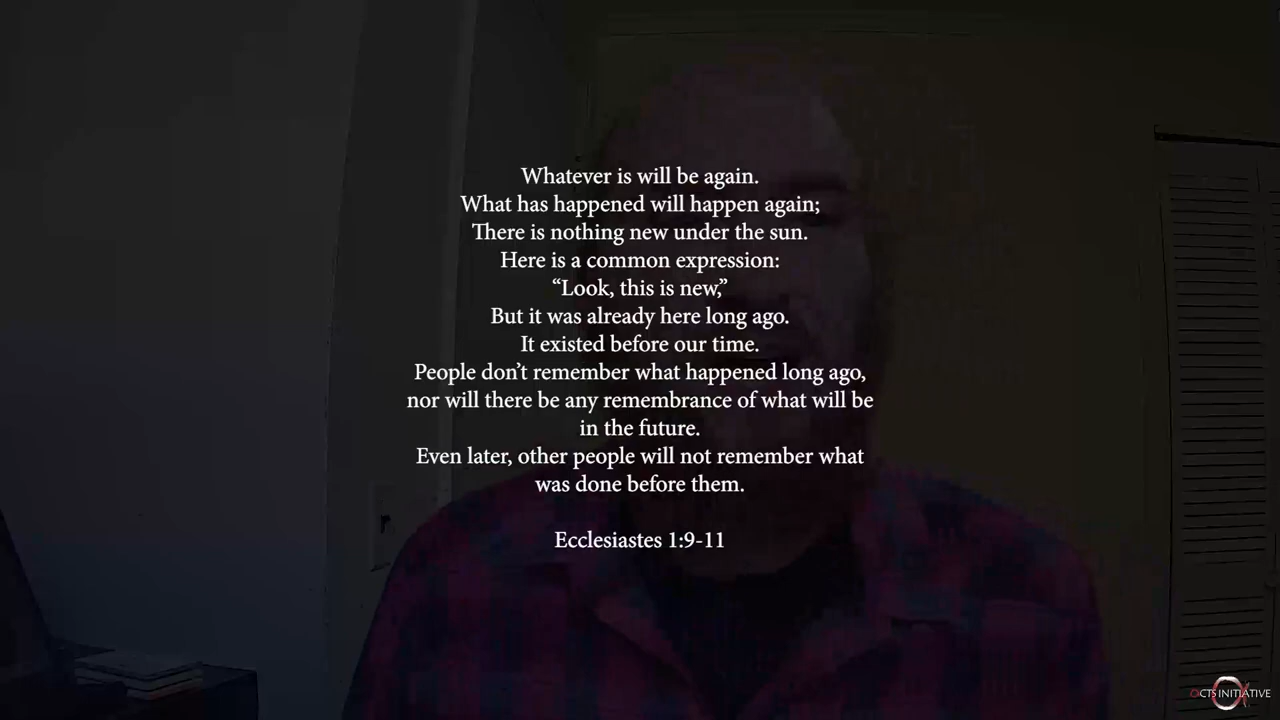 Whatever is will be again.
What has happened will happen again;
There is nothing new under the sun.
Here is a common expression:
“Look, this is new,”
But it was already here long ago.
It existed before our time.
People don’t remember what happened long ago,
nor will there be any remembrance of what will be
in the future.
Even later, other people will not remember what
was done before them.
Ecclesiastes 1:9-11
CTS INITIATIVE